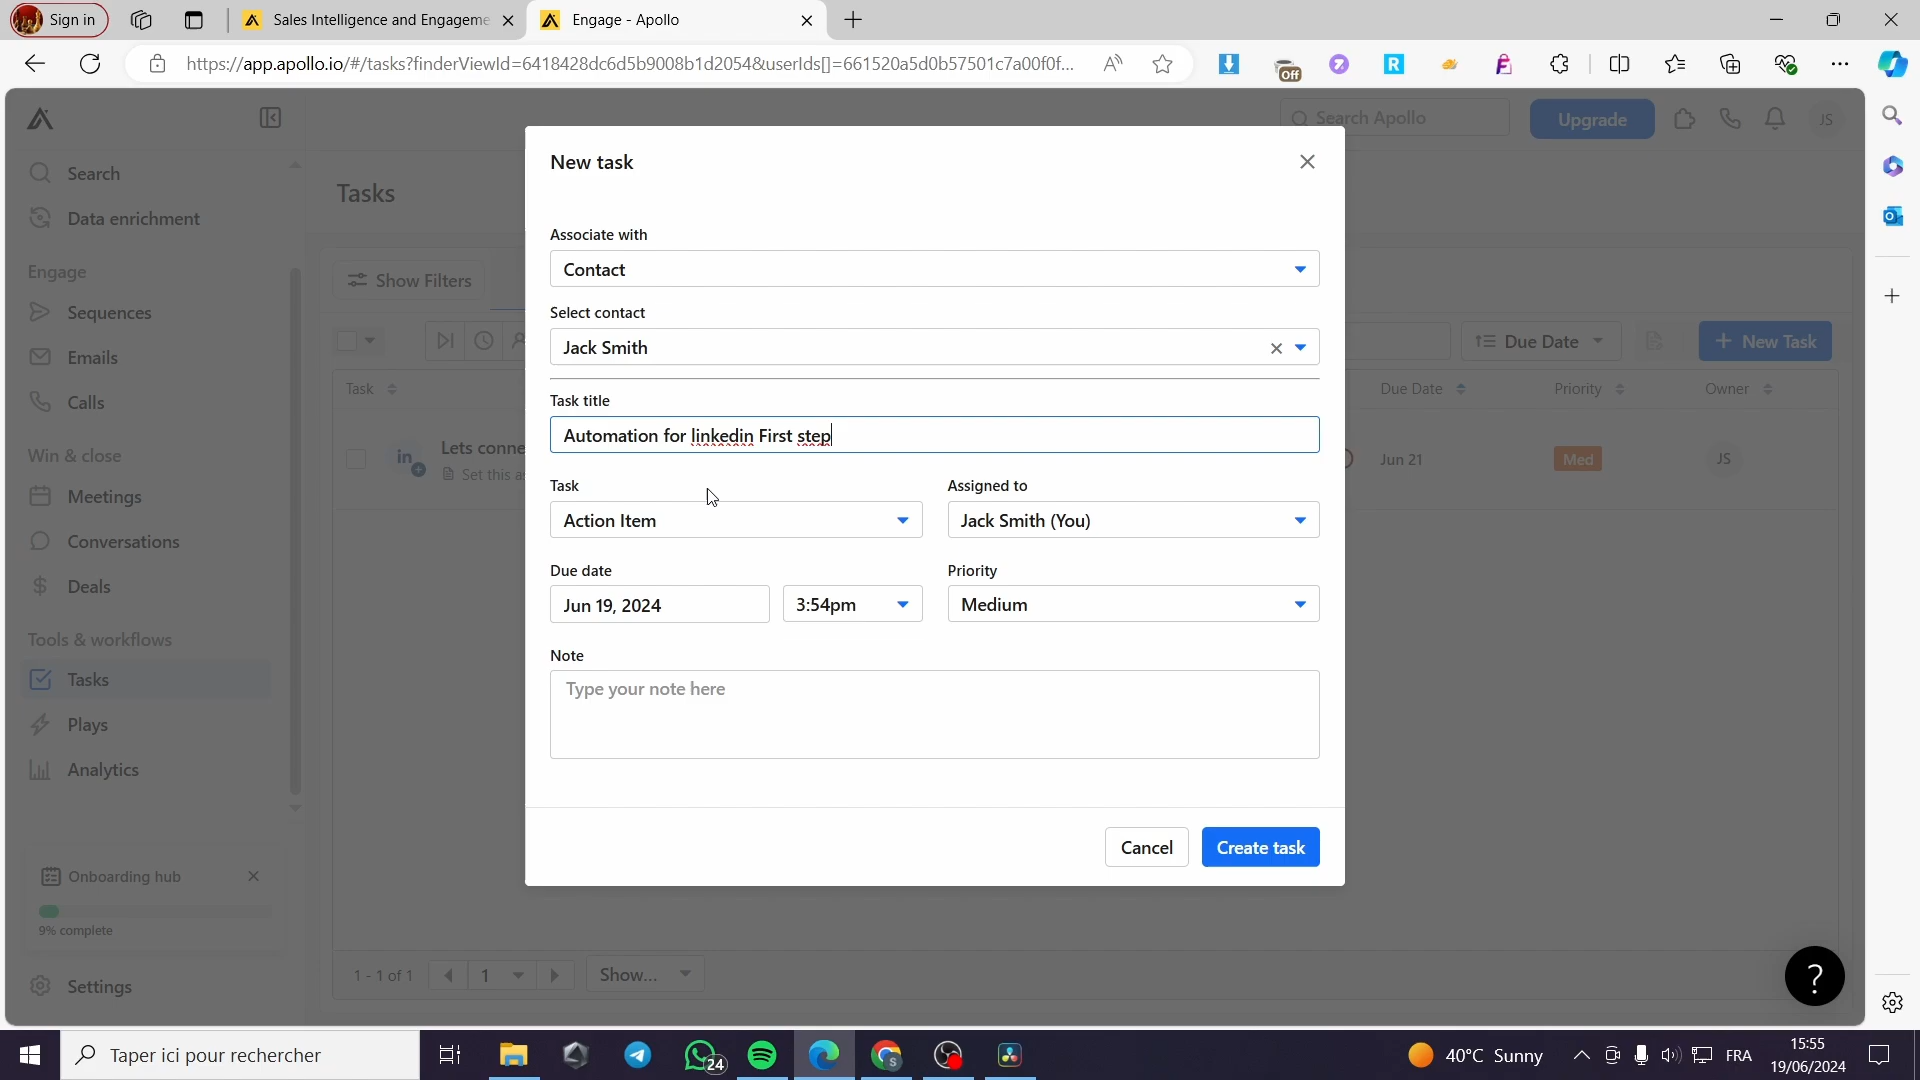 Sign in
Sales Intelligence and Engageme
Engage - Apollo
https://app.apollo.io/#/tasks?finderViewId=6418428dc6d5b9008b1d2054&userIds[]=661520a5d0b57501c7a00f0f...
Off
Search Apollo
Upgrade
JS
Search
Data enrichment
Engage
Sequences
Emails
Calls
Win & close
Meetings
Conversations
Deals
Tools & workflows
Tasks
Plays
Analytics
Onboarding hub
9% complete
Settings
Tasks
Show Filters
Due Date
New Task
Task
Due Date
Priority
Owner
Lets conne
Set this as
Jun 21
Med
JS
1 - 1 of 1
1
Show...
New task
Associate with
Contact
Select contact
Jack Smith
Task title
Automation for linkedin First step
Task
Assigned to
Action Item
Jack Smith (You)
Due date
Priority
Jun 19, 2024
3:54pm
Medium
Note
Type your note here
Cancel
Create task
?
Taper ici pour rechercher
24
40°C Sunny
FRA
15:55
19/06/2024